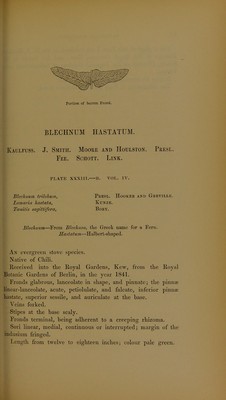 Portion of barren Frond.
BLECHNUM HASTATUM.
KAULFUSS. J. SMITH. MOORE AND HOULSTON. PRESL.
FEE. SCHOTT. LINK.
PLATE XXXIII.—B. VOL. IV.
Blechnum trilobum, PRESL. HOOKER AND GREVILLE.
Lomaria hastata, KUNZE.
Nenitis sagittifera, BORY.
Blechnum—From Blechnon, the Greek name for a Fern.
Hastatum—Halbert-shaped.
An evergreen stove species.
Native of Chili.
Received into the Royal Gardens, Kew, from the Royal
Botanic Gardens of Berlin, in the year 1841.
Fronds glabrous, lanceolate in shape, and pinnate; the pinnæ
linear-lanceolate, acute, petiolulate, and falcate, inferior pinnæ
hastate, superior ensile, and auriculate at the base.
Veins forked.
Stipes at the base scaly.
Fronds terminal, being adherent to a creeping rhizoma.
Sori linear, medial, continuous or interrupted; margin of the
indusium fringed.
Length from twelve to eighteen inches; colour pale green.